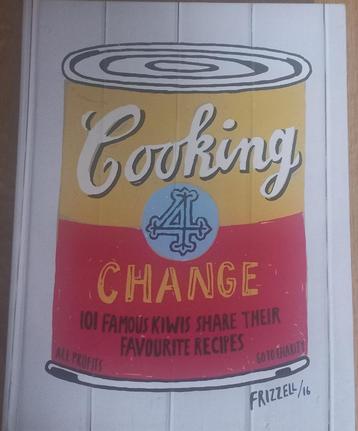 Cooking
4
CHANGE
101 FAMOUS KIWIS SHARE THEIR
FAVOURITE RECIPES
ALL PROFITS GO TO CHARITY
FRIZZELL/16